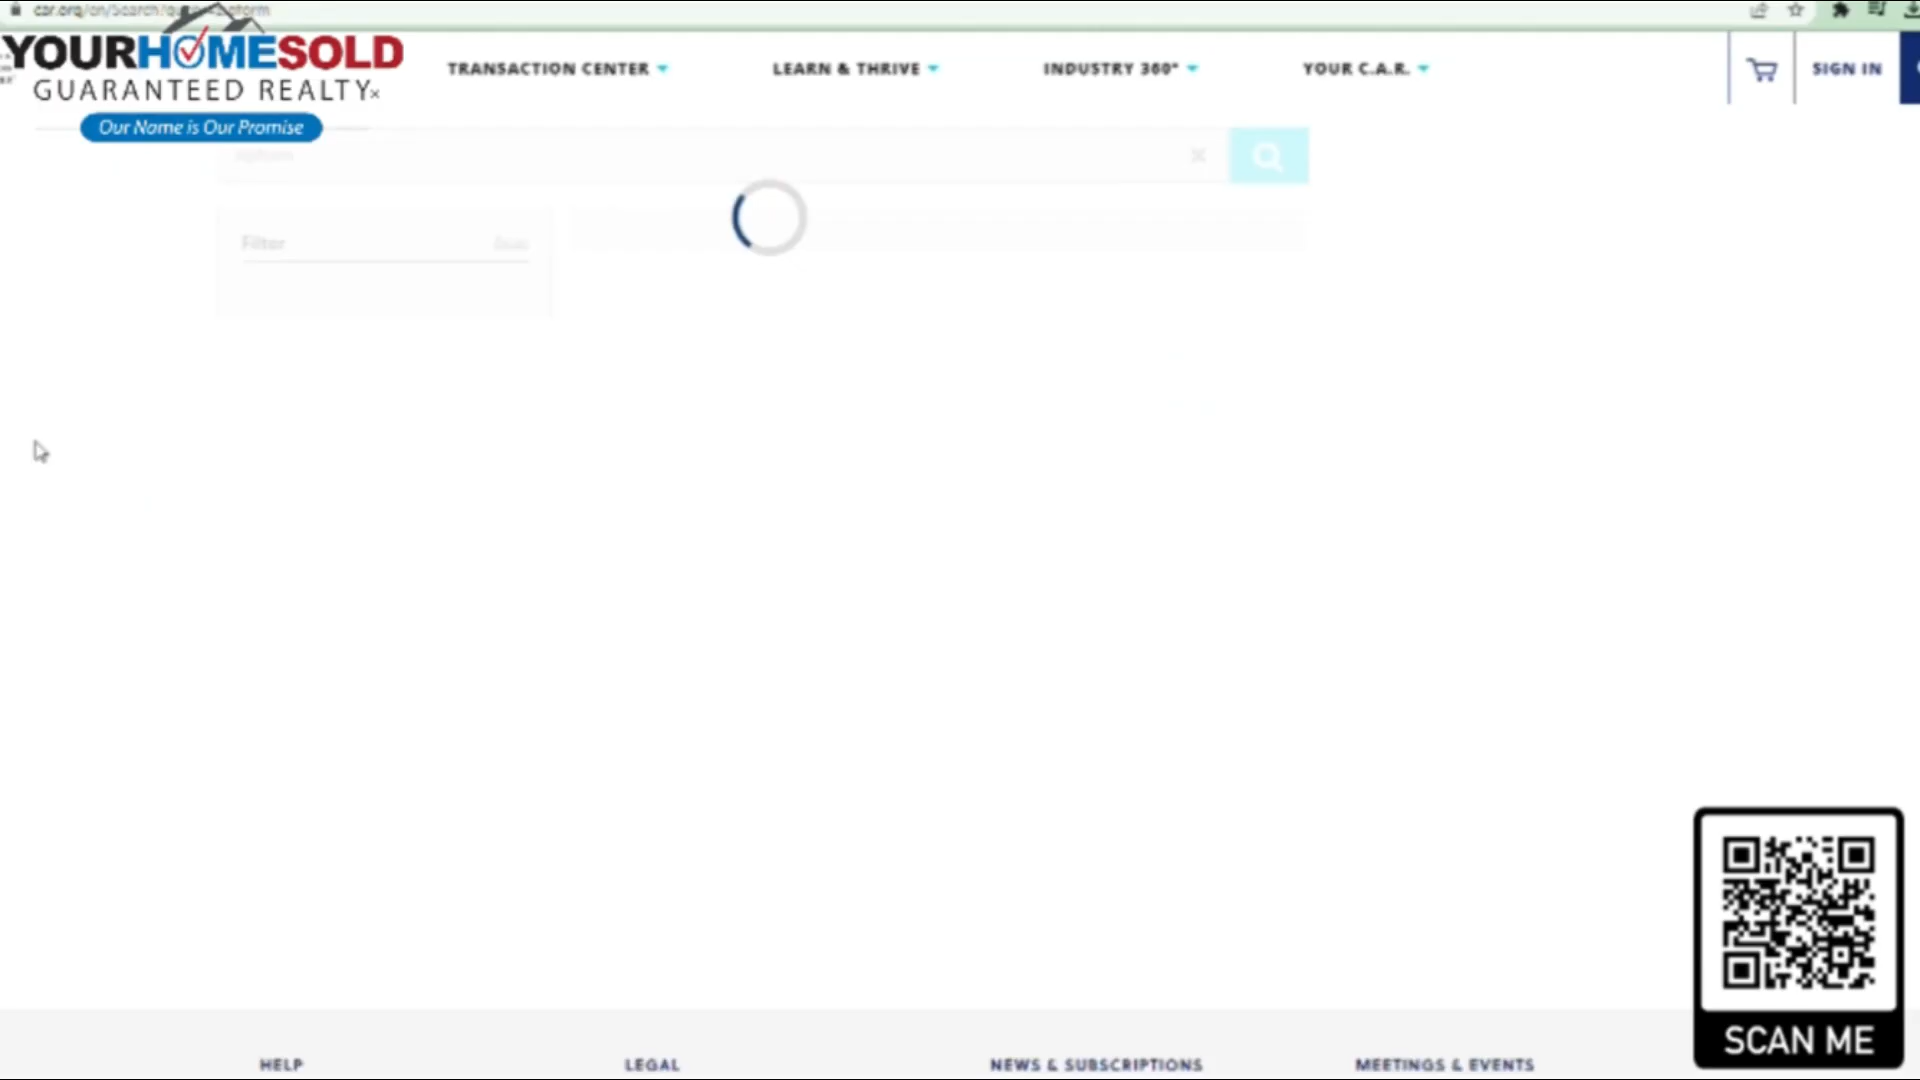 YOURHOMESOLD
GUARANTEED REALTY
Our Name is Our Promise
TRANSACTION CENTER
LEARN & THRIVE
INDUSTRY 360°
YOUR C.A.R.
SIGN IN
Filter
HELP
LEGAL
NEWS & SUBSCRIPTIONS
MEETINGS & EVENTS
SCAN ME